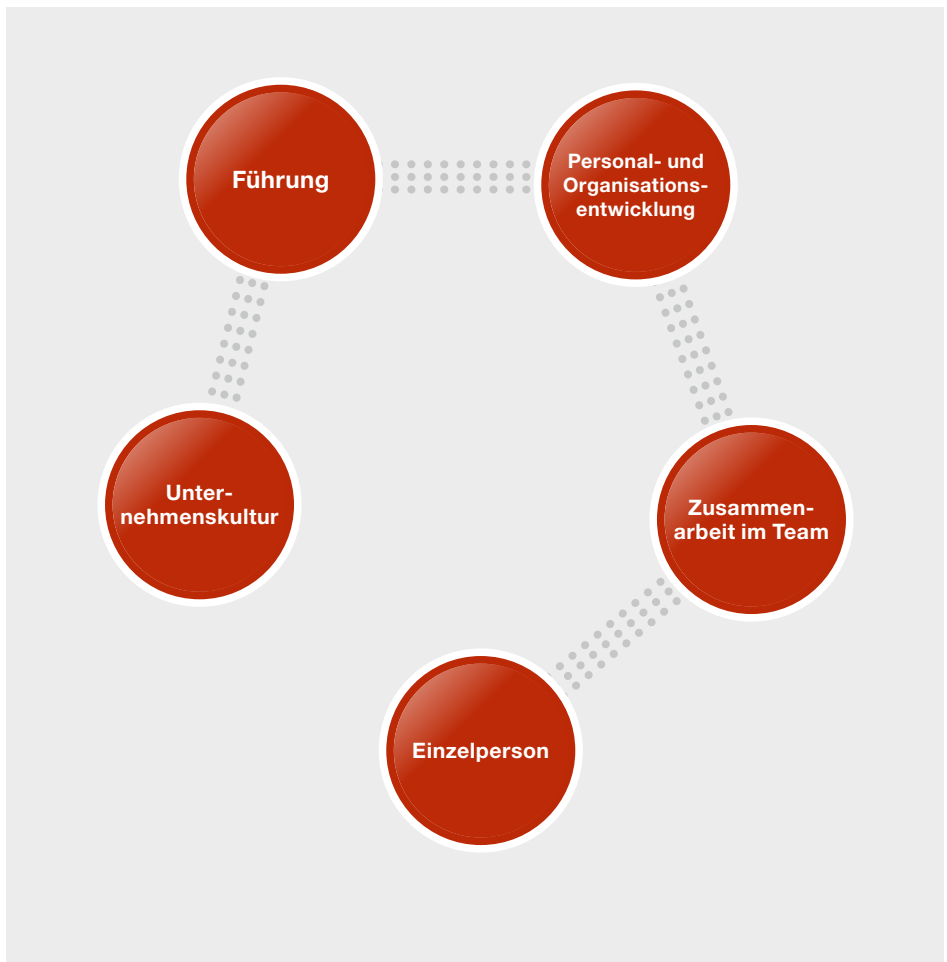 Führung
Personal- und
Organisations-
entwicklung
Unter-
nehmenskultur
Zusammen-
arbeit im Team
Einzelperson